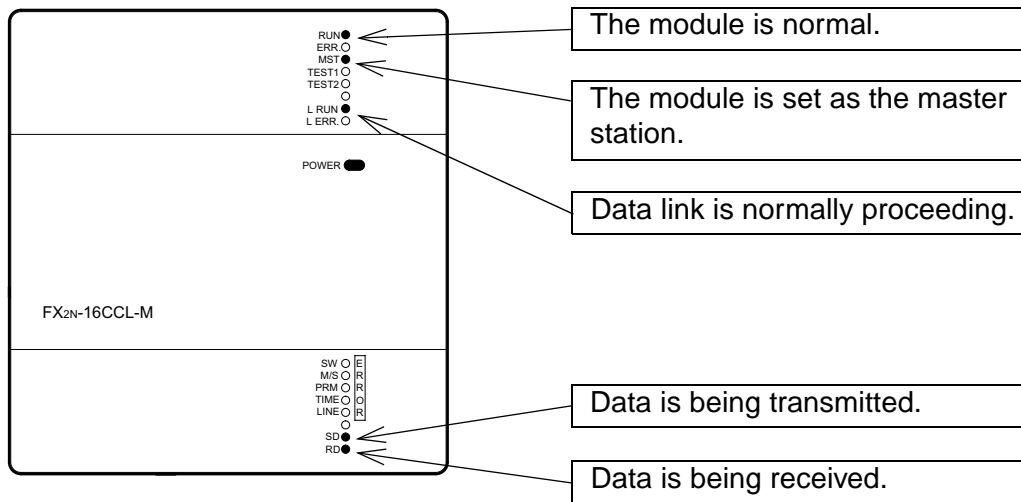 RUN
ERR.
MST
TEST1
TEST2
L RUN
L ERR.
POWER
FX2N-16CCL-M
SW
M/S
PRM
TIME
LINE
ERROR
SD
RD
The module is normal.
The module is set as the master
station.
Data link is normally proceeding.
Data is being transmitted.
Data is being received.